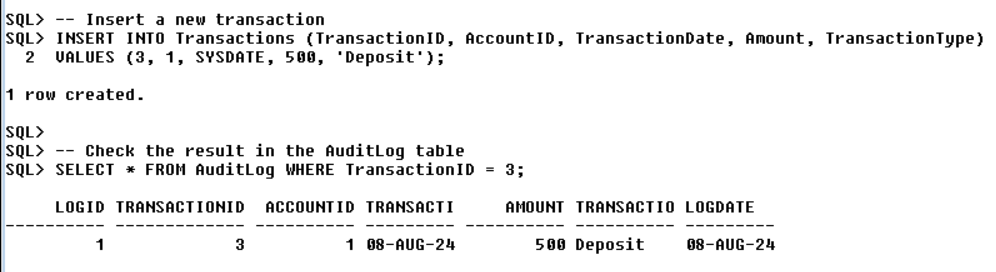 SQL> -- Insert a new transaction
SQL> INSERT INTO Transactions (TransactionID, AccountID, TransactionDate, Amount, TransactionType)
  2  VALUES (3, 1, SYSDATE, 500, 'Deposit');
1 row created.
SQL>
SQL> -- Check the result in the AuditLog table
SQL> SELECT * FROM AuditLog WHERE TransactionID = 3;
     LOGID TRANSACTIONID  ACCOUNTID TRANSACTI     AMOUNT TRANSACTIO LOGDATE
---------- ------------- ---------- --------- ---------- ---------- ---------
         1             3          1 08-AUG-24        500 Deposit    08-AUG-24